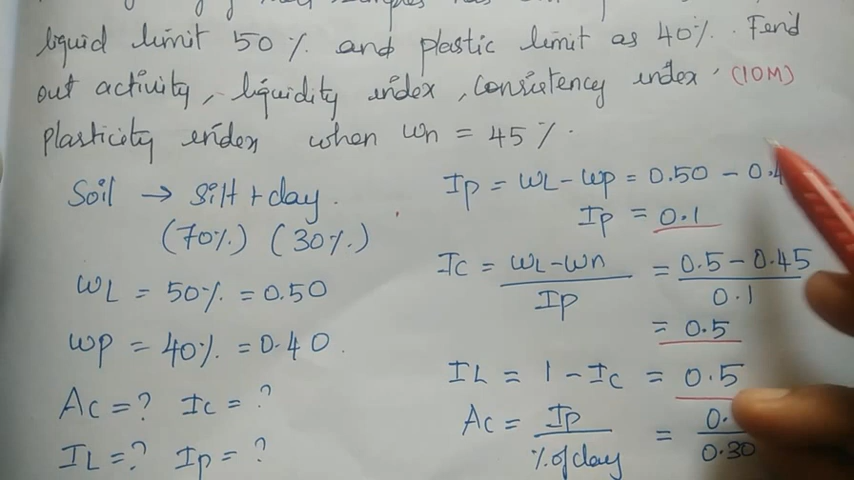 liquid limit 50% and plastic limit as 40%. Find
out activity, liquidity index, consistency index. (10M)
plasticity index when wn = 45%.
Soil → silt + clay.
(70%) (30%)
WL = 50% = 0.50
wp = 40% = 0.40
Ac = ? Ic = ?
IL = ? Ip = ?
Ip = WL - wp = 0.50 -
Ip = 0.1
Ic = WL - wn / Ip = 0.5 - 0.45 / 0.1
= 0.5
IL = 1 - Ic = 0.5
Ac = Ip / % of clay = 0. / 0.30